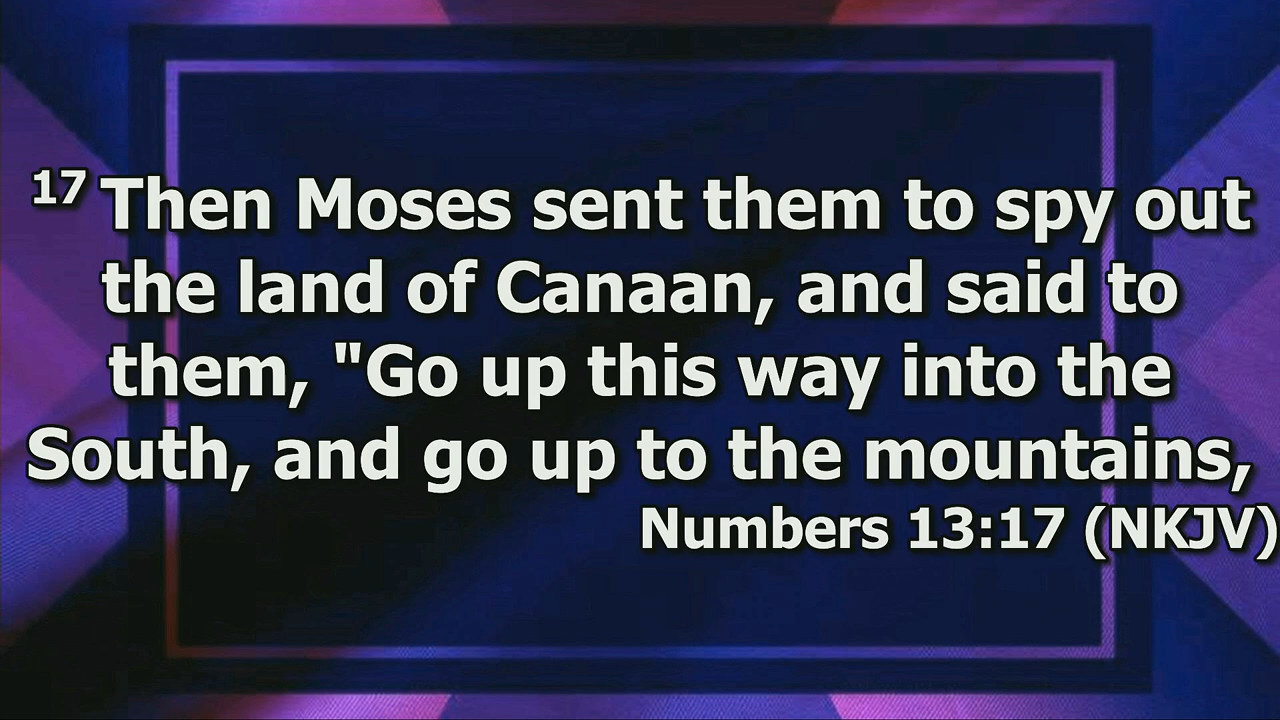 17 Then Moses sent them to spy out
the land of Canaan, and said to
them, "Go up this way into the
South, and go up to the mountains,
Numbers 13:17 (NKJV)